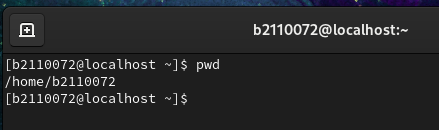 b2110072@localhost:~
[b2110072@localhost ~]$ pwd
/home/b2110072
[b2110072@localhost ~]$